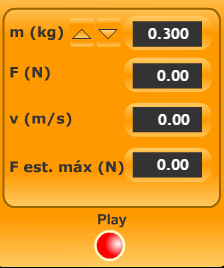 m (kg) 0.300
F (N) 0.00
v (m/s) 0.00
F est. máx (N) 0.00
Play